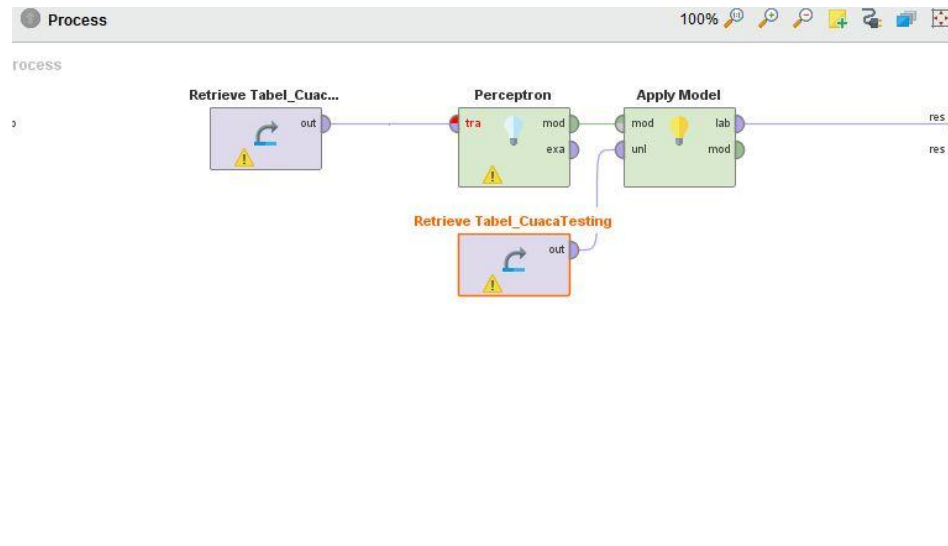 Process
100%
rocess
Retrieve Tabel_Cuac...
Perceptron
Apply Model
out
tra
mod
exa
mod
lab
unl
mod
res
res
Retrieve Tabel_CuacaTesting
out